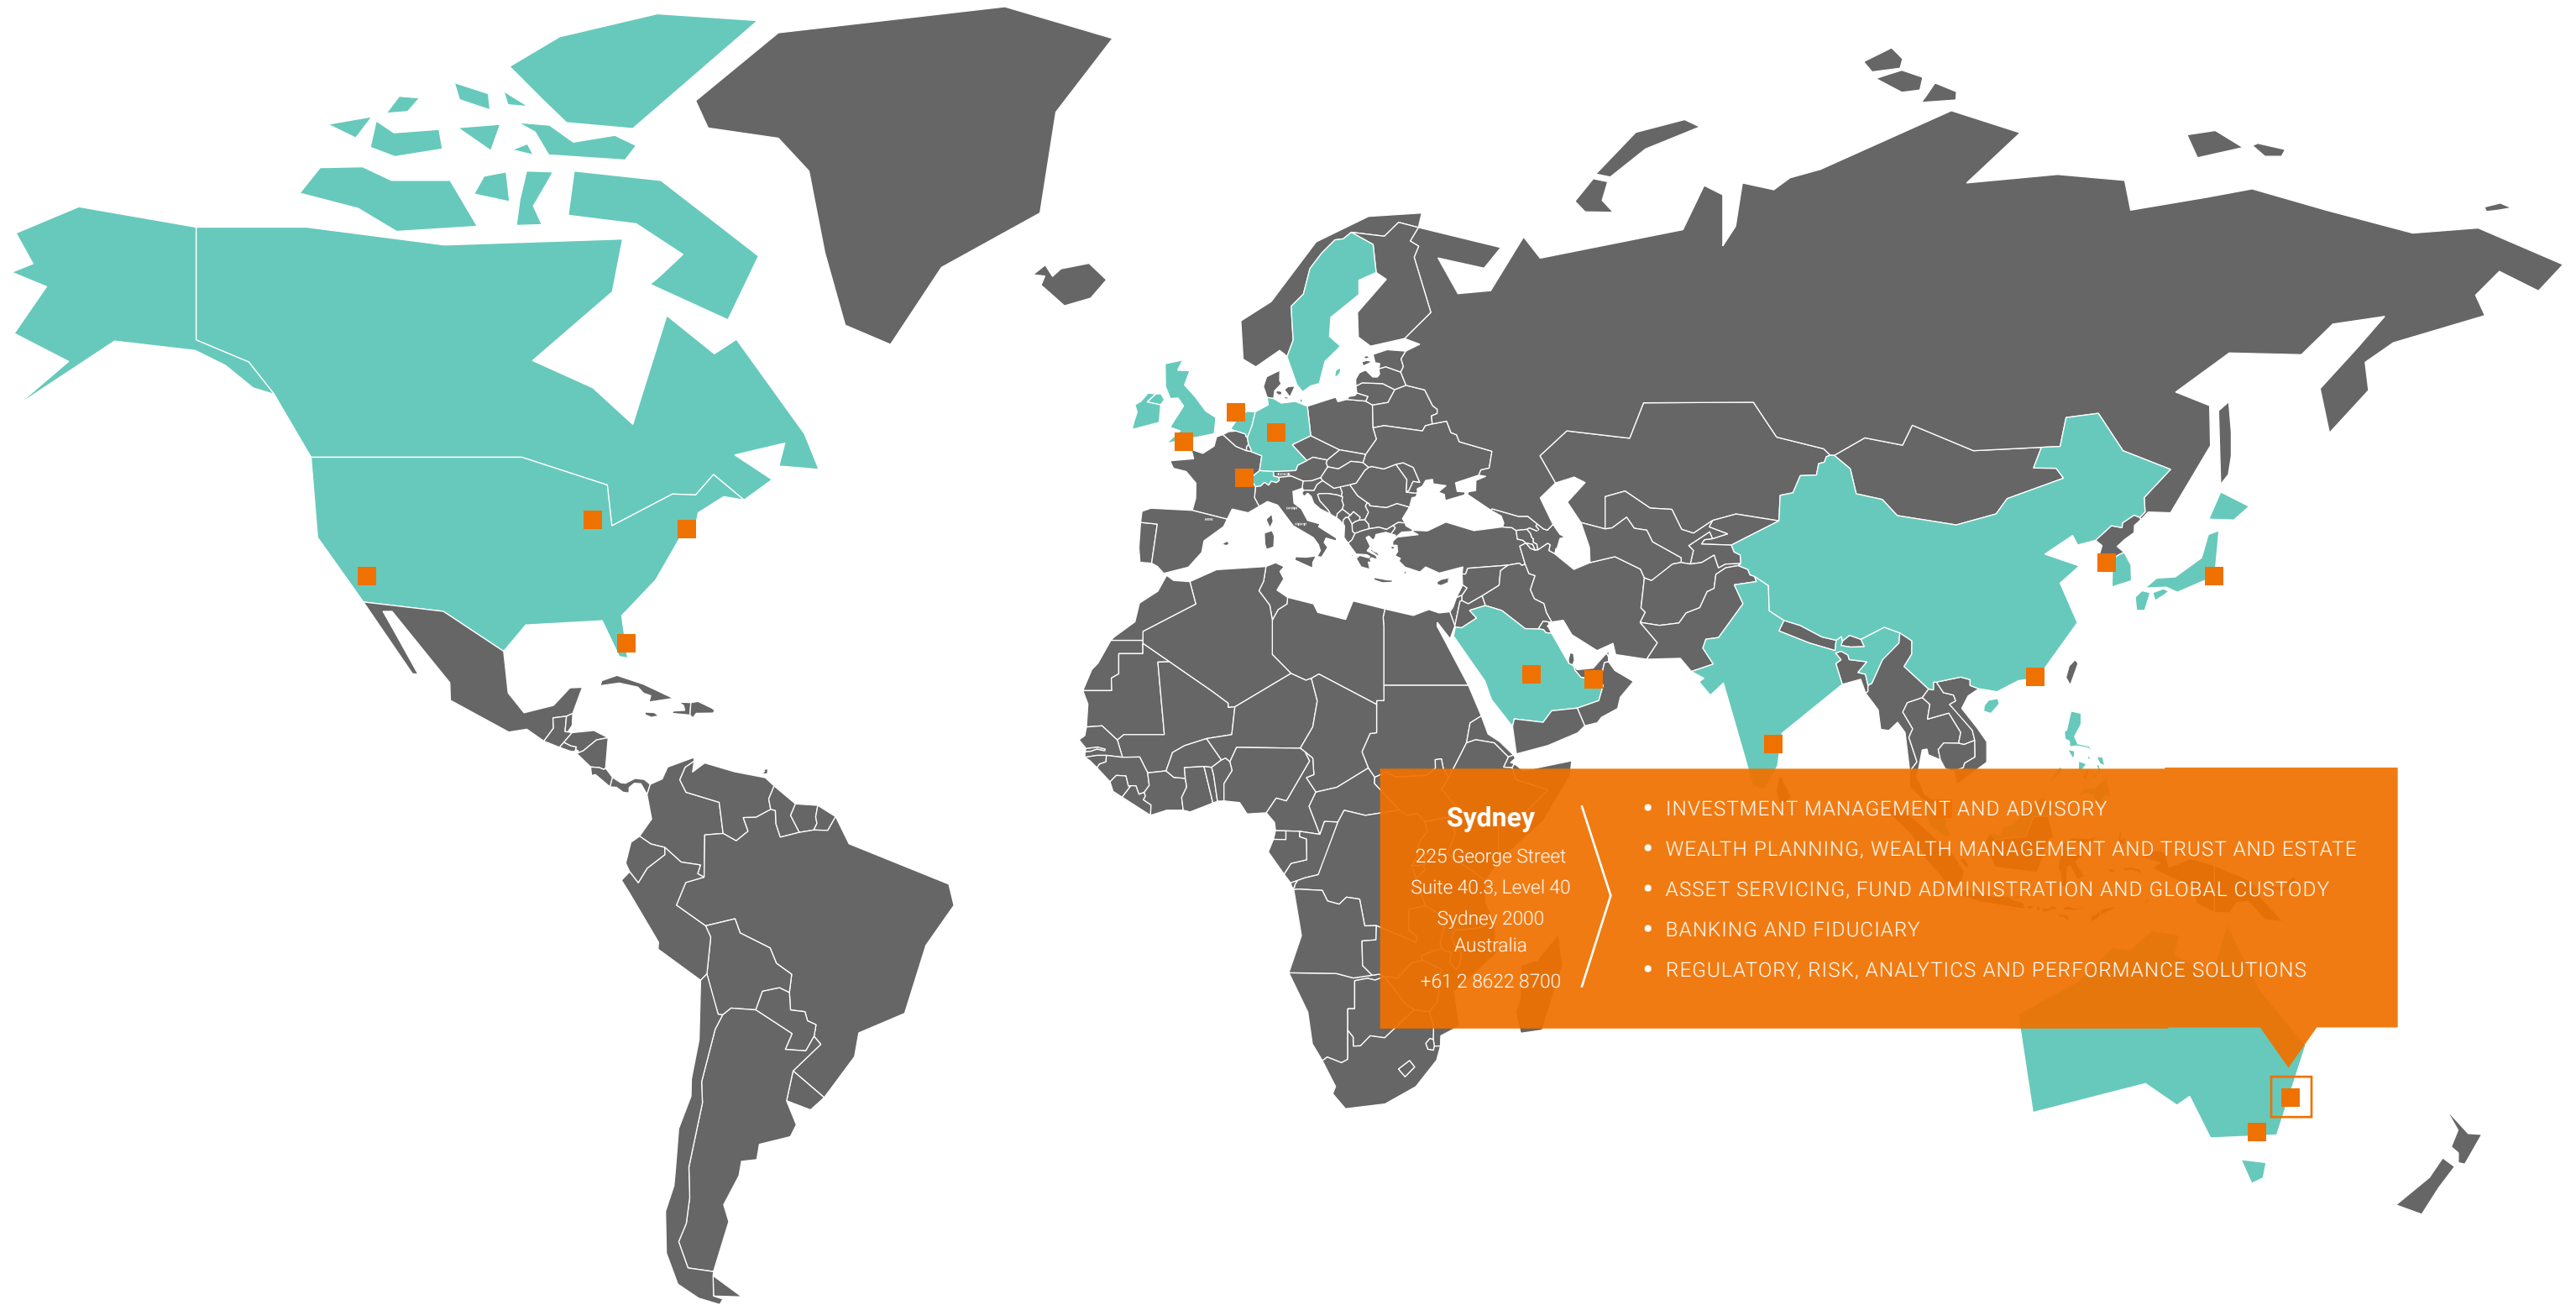 Sydney
225 George Street
Suite 40.3, Level 40
Sydney 2000
Australia
+61 2 8622 8700
• INVESTMENT MANAGEMENT AND ADVISORY
• WEALTH PLANNING, WEALTH MANAGEMENT AND TRUST AND ESTATE
• ASSET SERVICING, FUND ADMINISTRATION AND GLOBAL CUSTODY
• BANKING AND FIDUCIARY
• REGULATORY, RISK, ANALYTICS AND PERFORMANCE SOLUTIONS